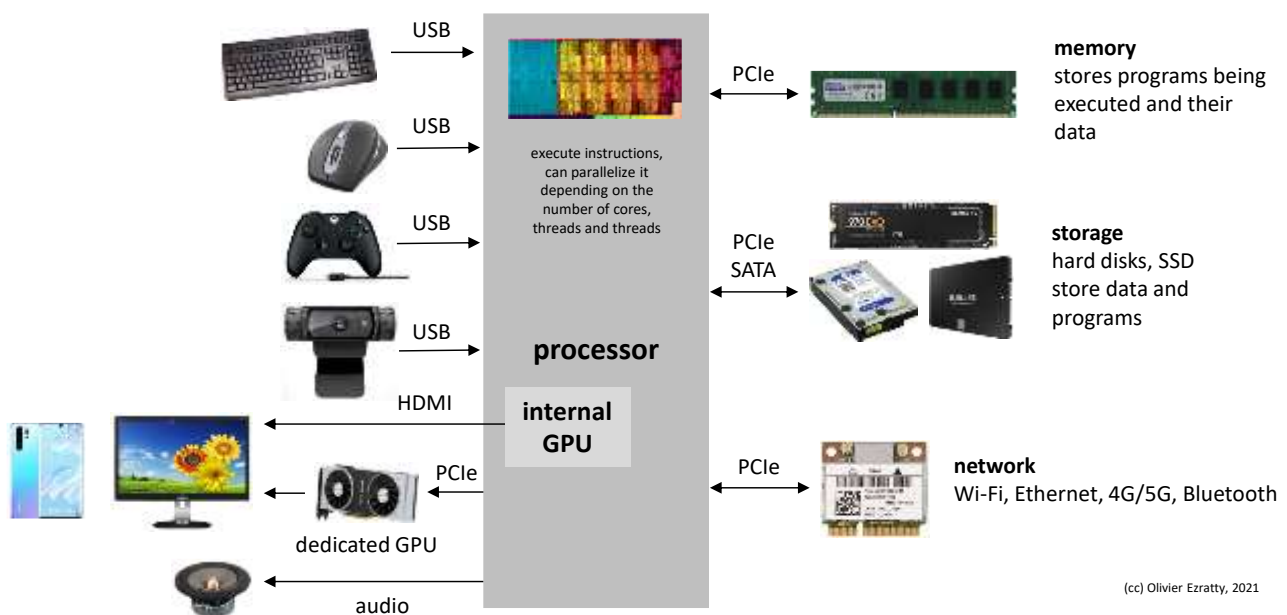 USB
USB
USB
USB
HDMI
PCIe
dedicated GPU
audio
execute instructions,
can parallelize it
depending on the
number of cores,
threads and threads
processor
internal
GPU
PCIe
memory
stores programs being
executed and their
data
PCIe
SATA
970 EVO
storage
hard disks, SSD
store data and
programs
PCIe
network
Wi-Fi, Ethernet, 4G/5G, Bluetooth
(cc) Olivier Ezratty, 2021